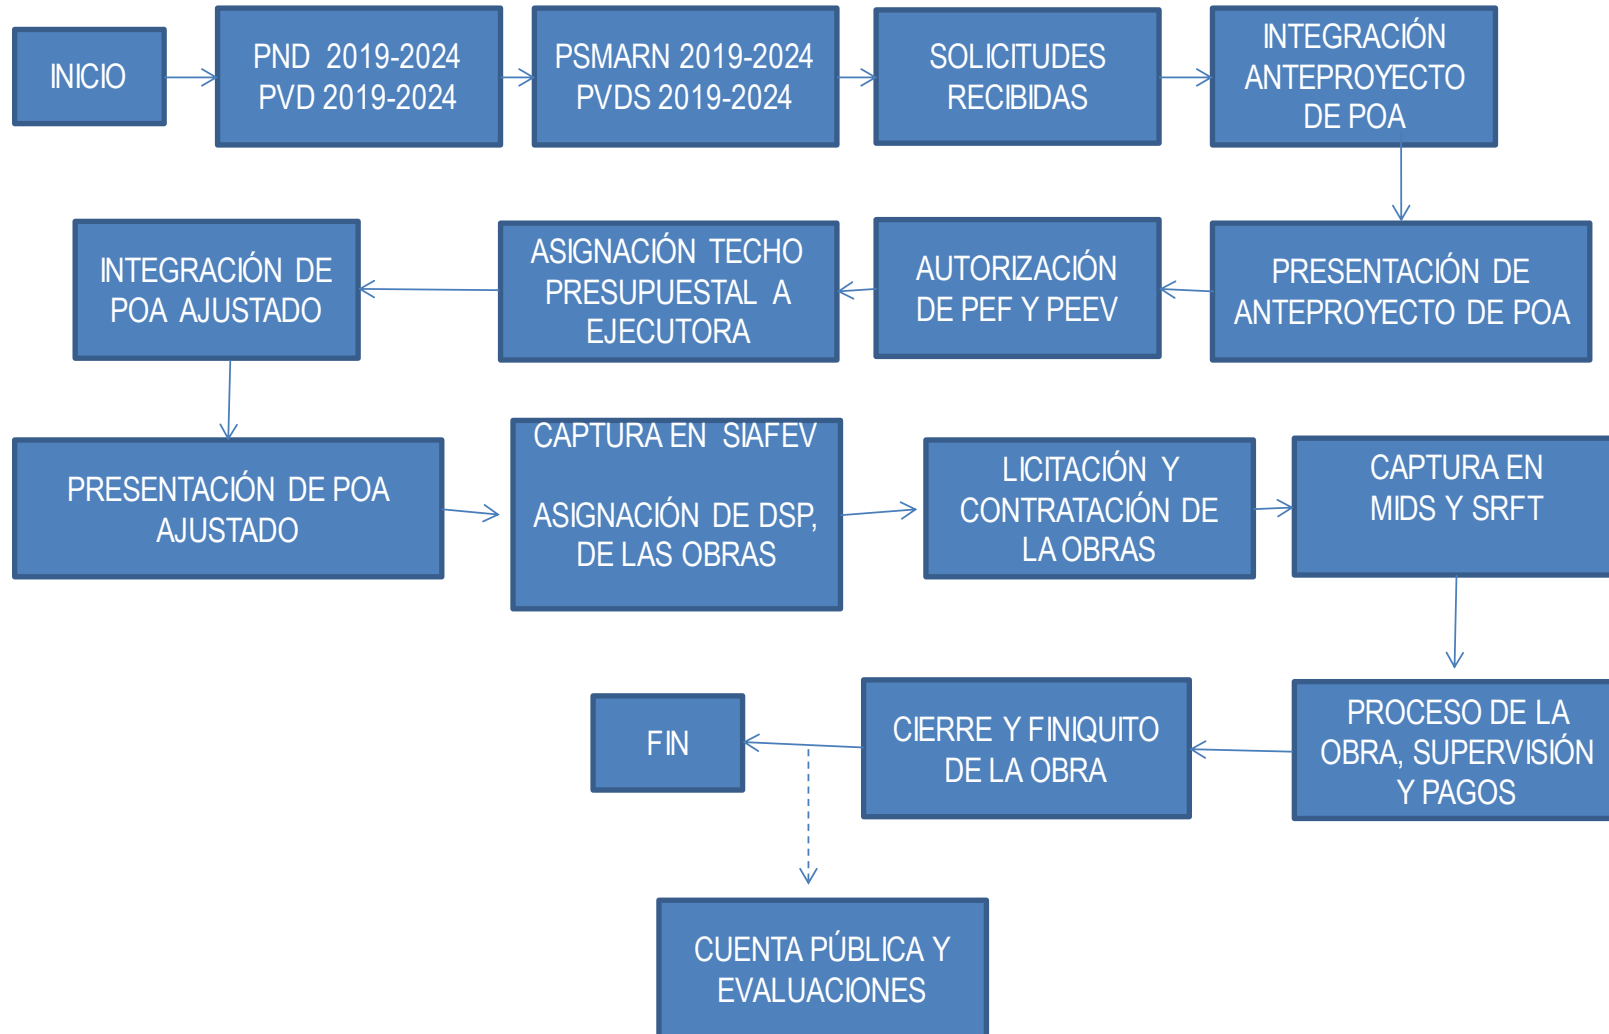 INICIO
PND 2019-2024
PVD 2019-2024
PSMARN 2019-2024
PVDS 2019-2024
SOLICITUDES
RECIBIDAS
INTEGRACIÓN
ANTEPROYECTO
DE POA
PRESENTACIÓN DE
ANTEPROYECTO DE POA
AUTORIZACIÓN
DE PEF Y PEEV
ASIGNACIÓN TECHO
PRESUPUESTAL A
EJECUTORA
INTEGRACIÓN DE
POA AJUSTADO
PRESENTACIÓN DE POA
AJUSTADO
CAPTURA EN SIAFEV
ASIGNACIÓN DE DSP,
DE LAS OBRAS
LICITACIÓN Y
CONTRATACIÓN DE
LA OBRAS
CAPTURA EN
MIDS Y SRFT
PROCESO DE LA
OBRA, SUPERVISIÓN
Y PAGOS
CIERRE Y FINIQUITO
DE LA OBRA
FIN
CUENTA PÚBLICA Y
EVALUACIONES